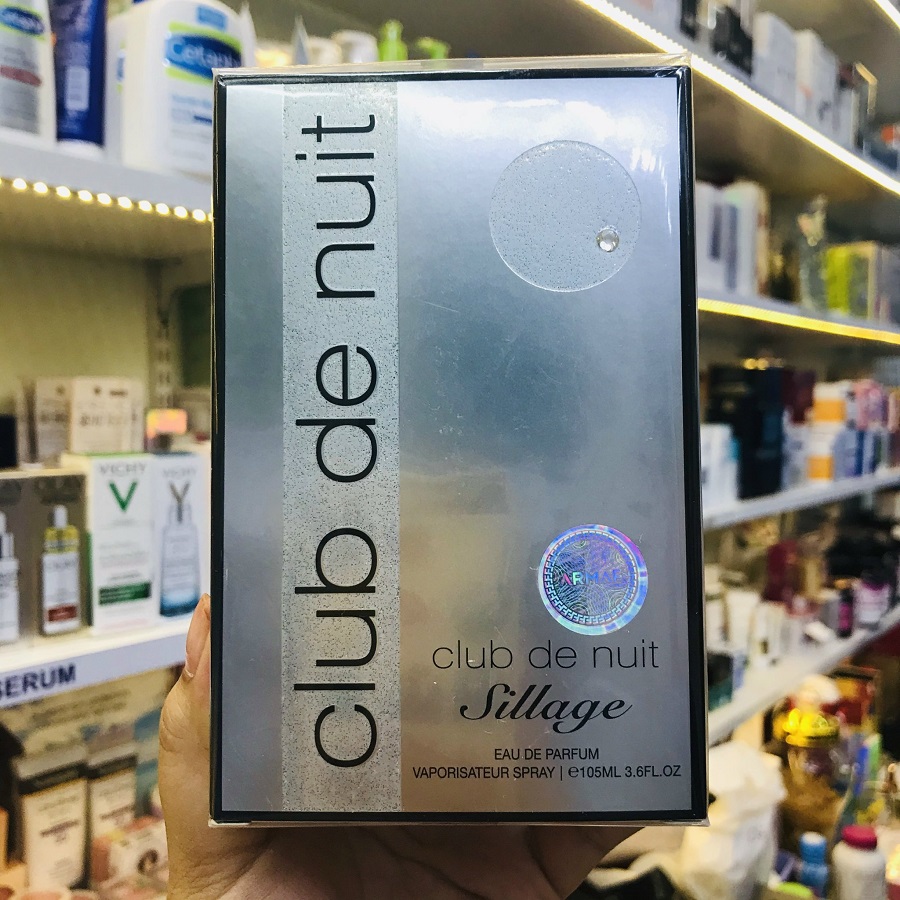 club de nuit
ARMAF
club de nuit
Sillage
EAU DE PARFUM
VAPORISATEUR SPRAY | ℮105ML 3.6FL.OZ
Cetaphil
VICHY
SERUM